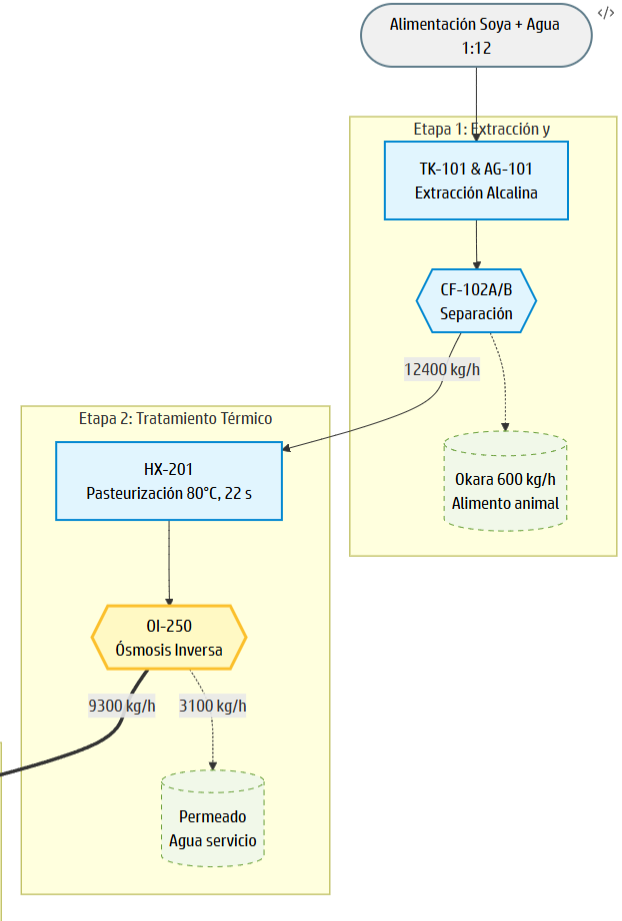 </>
Alimentación Soya + Agua
1:12
Etapa 1: Extracción y
TK-101 & AG-101
Extracción Alcalina
CF-102A/B
Separación
12400 kg/h
Okara 600 kg/h
Alimento animal
Etapa 2: Tratamiento Térmico
HX-201
Pasteurización 80°C, 22 s
OI-250
Ósmosis Inversa
9300 kg/h
3100 kg/h
Permeado
Agua servicio